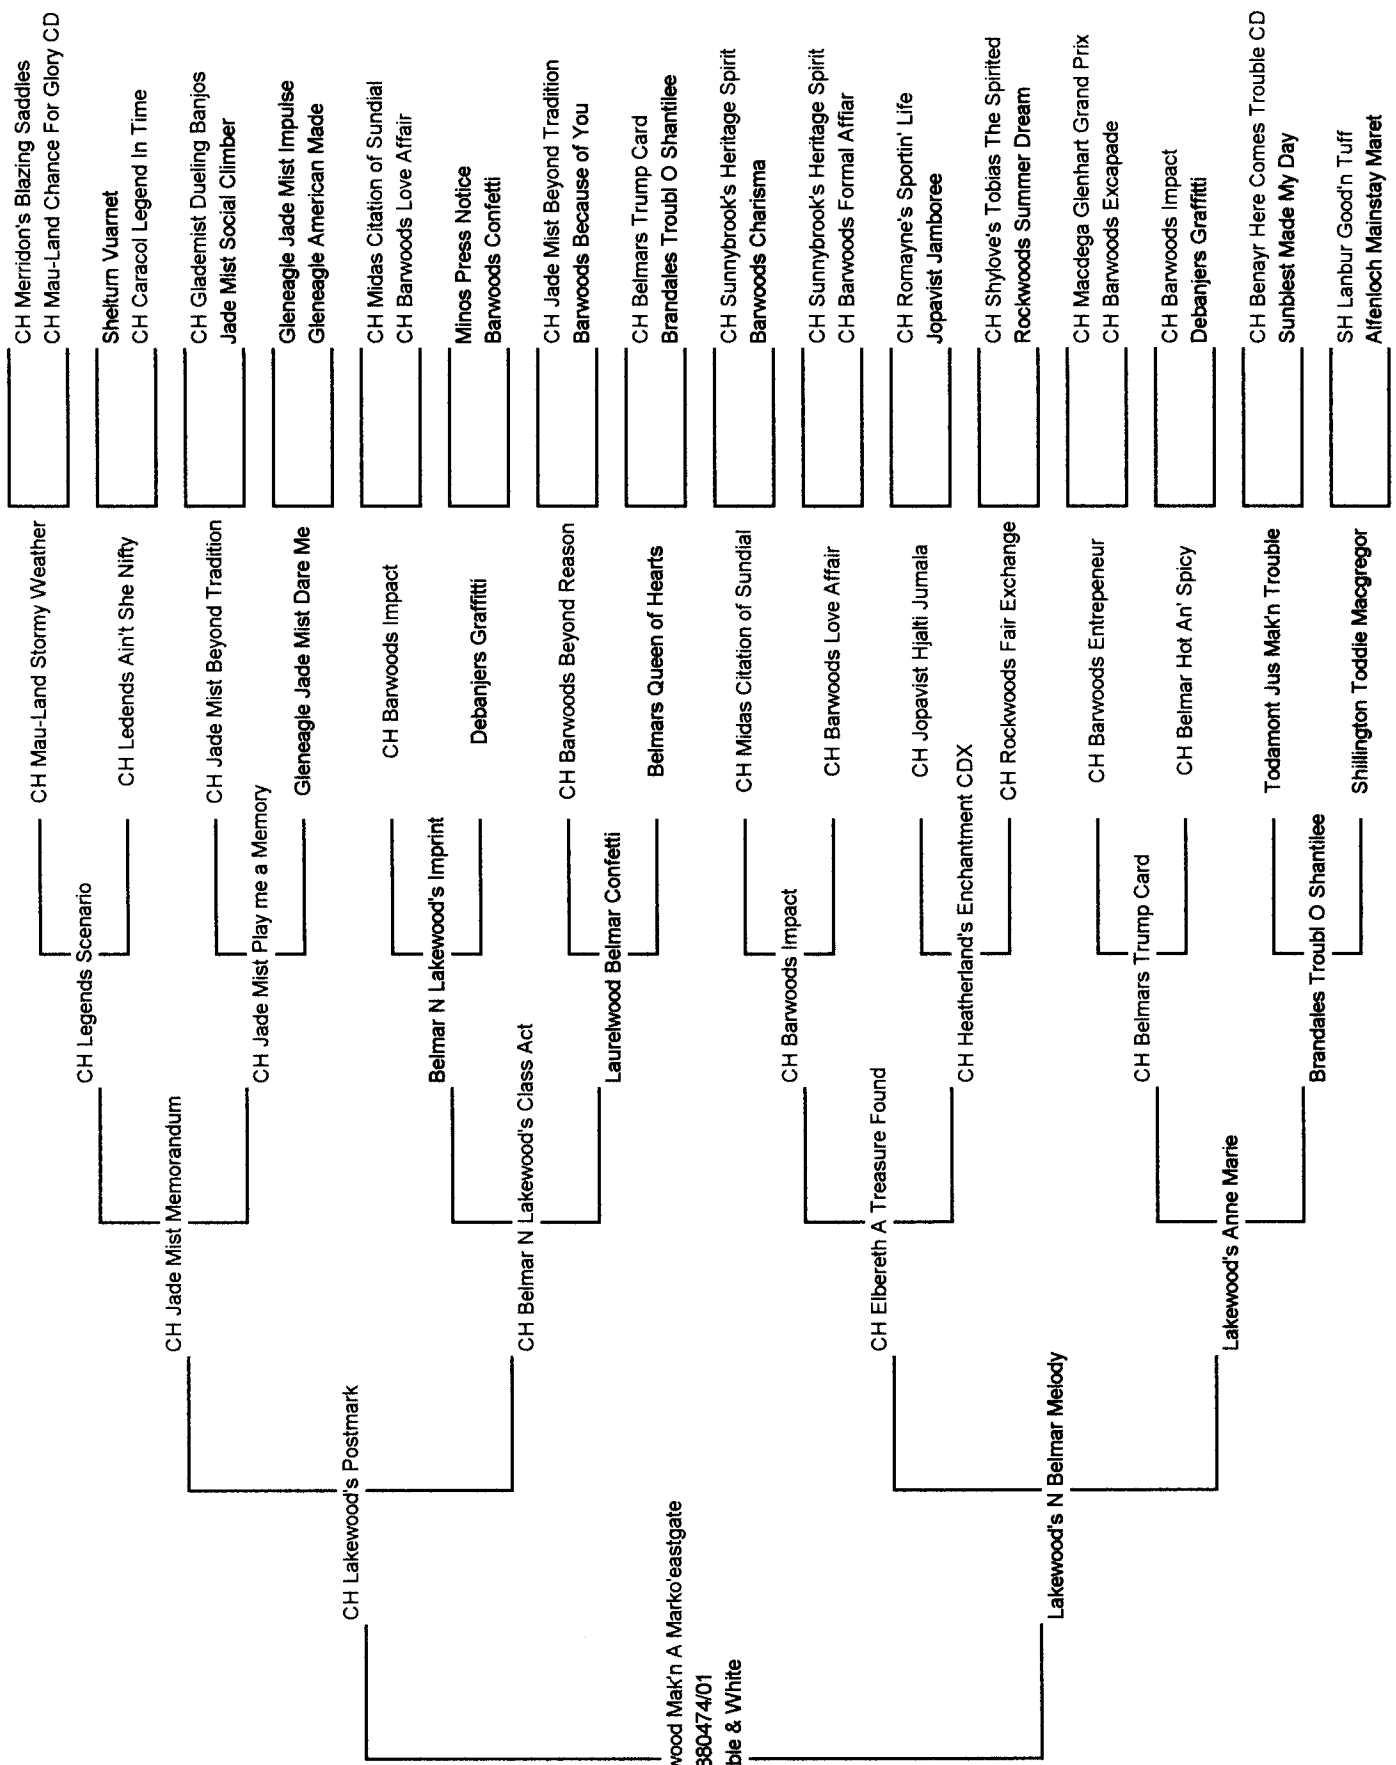 wood Mak'n A Marko'eastgate
380474/01
ble & White
CH Lakewood's Postmark
Lakewood's N Belmar Melody
CH Jade Mist Memorandum
CH Belmar N Lakewood's Class Act
CH Elbereth A Treasure Found
Lakewood's Anne Marie
CH Legends Scenario
CH Jade Mist Play me a Memory
Belmar N Lakewood's Imprint
Laurelwood Belmar Confetti
CH Barwoods Impact
CH Heatherland's Enchantment CDX
CH Belmars Trump Card
Brandales Troubl O Shantilee
CH Mau-Land Stormy Weather
CH Ledends Ain't She Nifty
CH Jade Mist Beyond Tradition
Gleneagle Jade Mist Dare Me
CH Barwoods Impact
Debanjers Graffitti
CH Barwoods Beyond Reason
Belmars Queen of Hearts
CH Midas Citation of Sundial
CH Barwoods Love Affair
CH Jopavist Hjalti Jumala
CH Rockwoods Fair Exchange
CH Barwoods Entrepeneur
CH Belmar Hot An' Spicy
Todamont Jus Mak'n Trouble
Shillington Toddie Macgregor
CH Merridon's Blazing Saddles
CH Mau-Land Chance For Glory CD
Shelturn Vuarnet
CH Caracol Legend In Time
CH Glademist Dueling Banjos
Jade Mist Social Climber
Gleneagle Jade Mist Impulse
Gleneagle American Made
CH Midas Citation of Sundial
CH Barwoods Love Affair
Minos Press Notice
Barwoods Confetti
CH Jade Mist Beyond Tradition
Barwoods Because of You
CH Belmars Trump Card
Brandales Troubl O Shantilee
CH Sunnybrook's Heritage Spirit
Barwoods Charisma
CH Sunnybrook's Heritage Spirit
CH Barwoods Formal Affiar
CH Romayne's Sportin' Life
Jopavist Jamboree
CH Shylove's Tobias The Spirited
Rockwoods Summer Dream
CH Macdega Glenhart Grand Prix
CH Barwoods Excapade
CH Barwoods Impact
Debanjers Graffitti
CH Benayr Here Comes Trouble CD
Sunblest Made My Day
SH Lanbur Good'n Tuff
Alfenloch Mainstay Maret